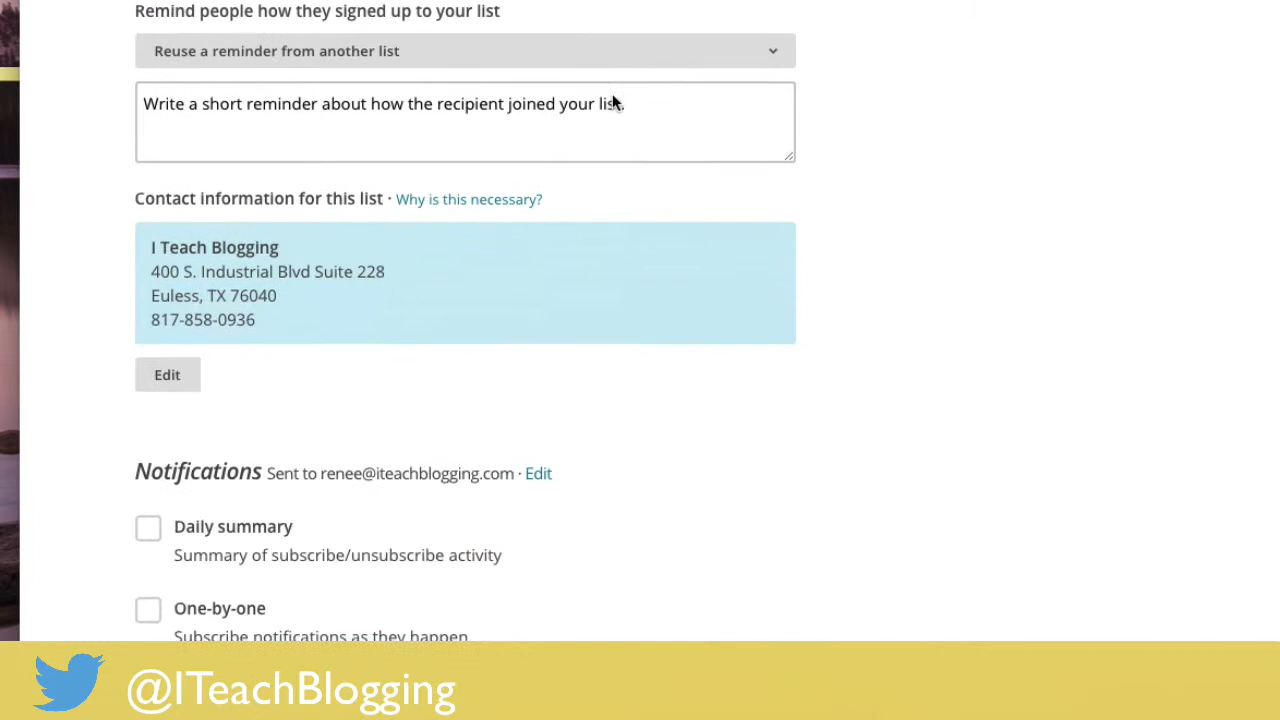 Remind people how they signed up to your list
Reuse a reminder from another list
Write a short reminder about how the recipient joined your list.
Contact information for this list · Why is this necessary?
I Teach Blogging
400 S. Industrial Blvd Suite 228
Euless, TX 76040
817-858-0936
Edit
Notifications Sent to renee@iteachblogging.com · Edit
Daily summary
Summary of subscribe/unsubscribe activity
One-by-one
Subscribe notifications as they happen
@ITeachBlogging